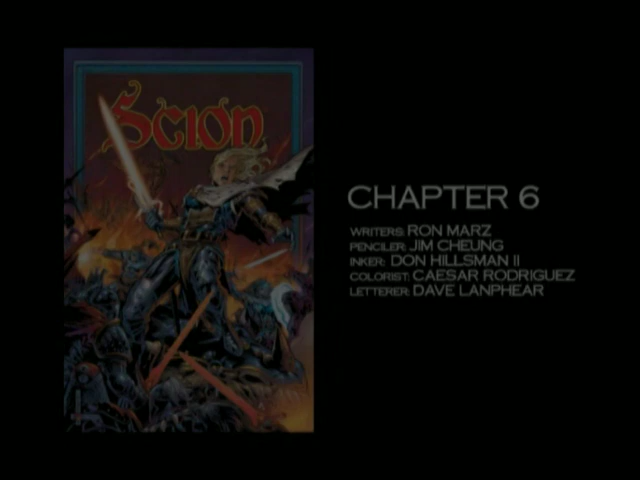 Scion
CHAPTER 6
WRITERS: RON MARZ
PENCILER: JIM CHEUNG
INKER: DON HILLSMAN II
COLORIST: CAESAR RODRIGUEZ
LETTERER: DAVE LANPHEAR